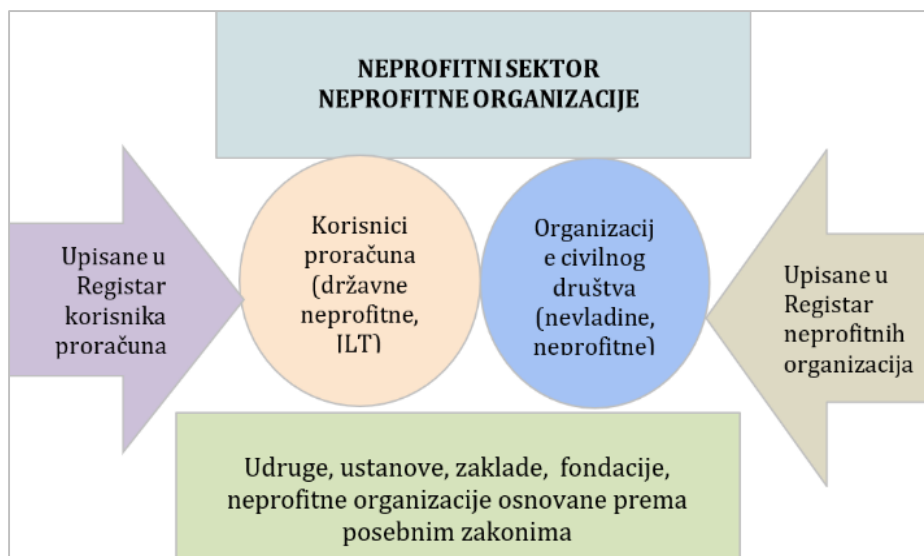 NEPROFITNI SEKTOR
NEPROFITNE ORGANIZACIJE
Upisane u
Registar
korisnika
proračuna
Korisnici
proračuna
(državne
neprofitne,
JLT)
Organizacij
e civilnog
društva
(nevladine,
neprofitne)
Upisane u
Registar
neprofitnih
organizacija
Udruge, ustanove, zaklade, fondacije,
neprofitne organizacije osnovane prema
posebnim zakonima